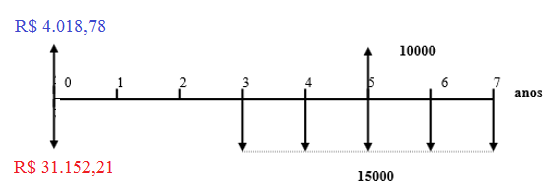 R$ 4.018,78
10000
0 1 2 3 4 5 6 7 anos
R$ 31.152,21
15000